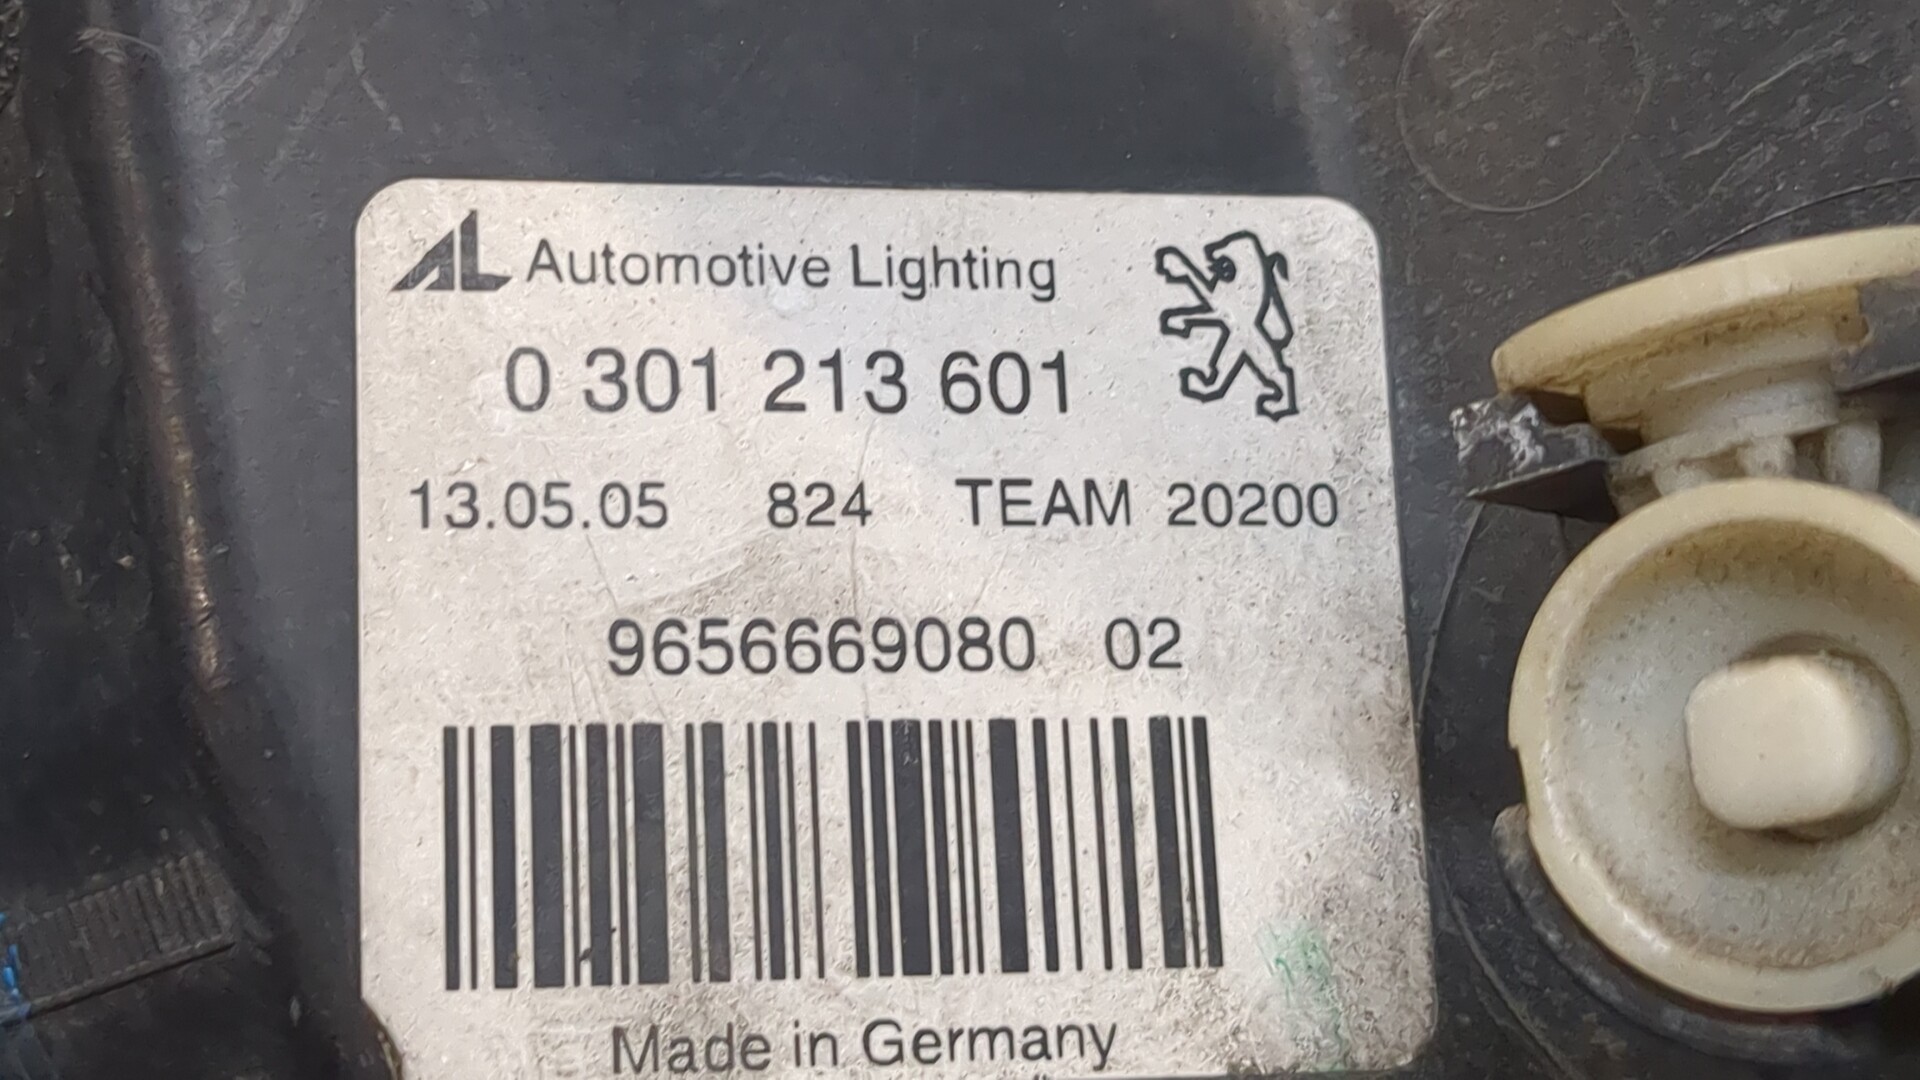 AL Automotive Lighting
0 301 213 601
13.05.05 824 TEAM 20200
9656669080 02
Made in Germany